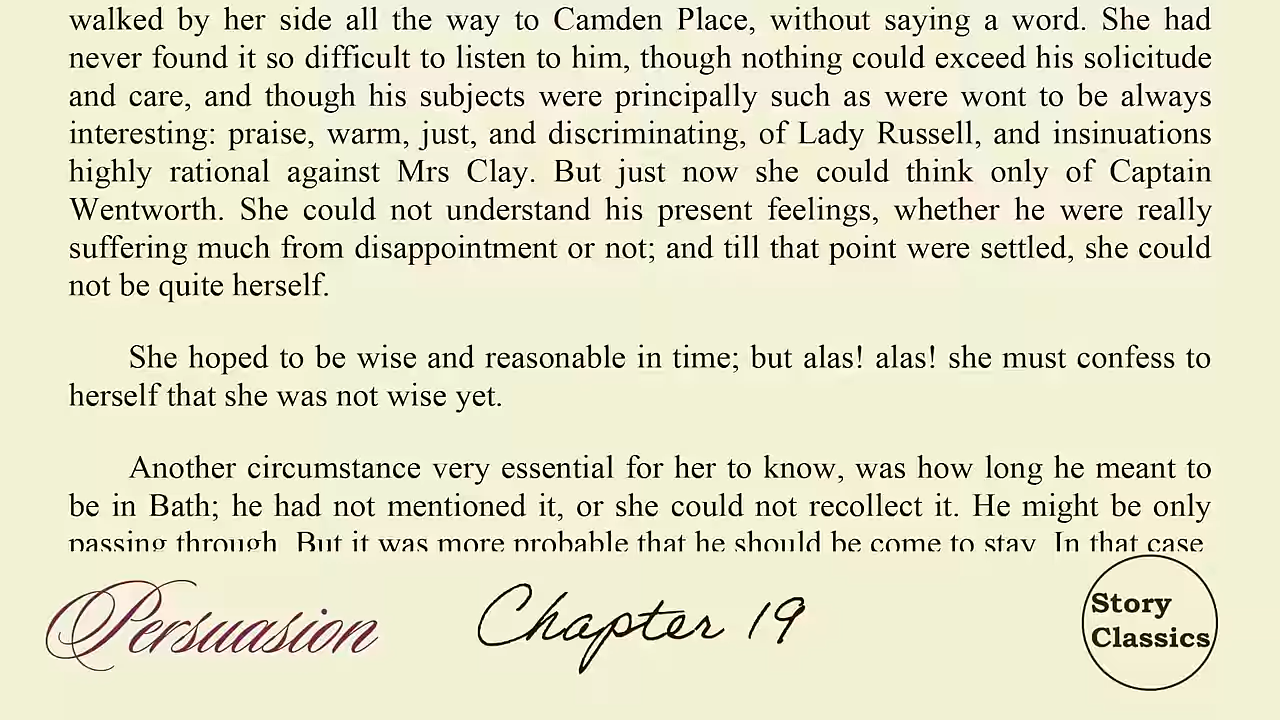 walked by her side all the way to Camden Place, without saying a word. She had
never found it so difficult to listen to him, though nothing could exceed his solicitude
and care, and though his subjects were principally such as were wont to be always
interesting: praise, warm, just, and discriminating, of Lady Russell, and insinuations
highly rational against Mrs Clay. But just now she could think only of Captain
Wentworth. She could not understand his present feelings, whether he were really
suffering much from disappointment or not; and till that point were settled, she could
not be quite herself.
She hoped to be wise and reasonable in time; but alas! alas! she must confess to
herself that she was not wise yet.
Another circumstance very essential for her to know, was how long he meant to
be in Bath; he had not mentioned it, or she could not recollect it. He might be only
passing through. But it was more probable that he should be come to stay. In that case
Persuasion
Chapter 19
Story
Classics